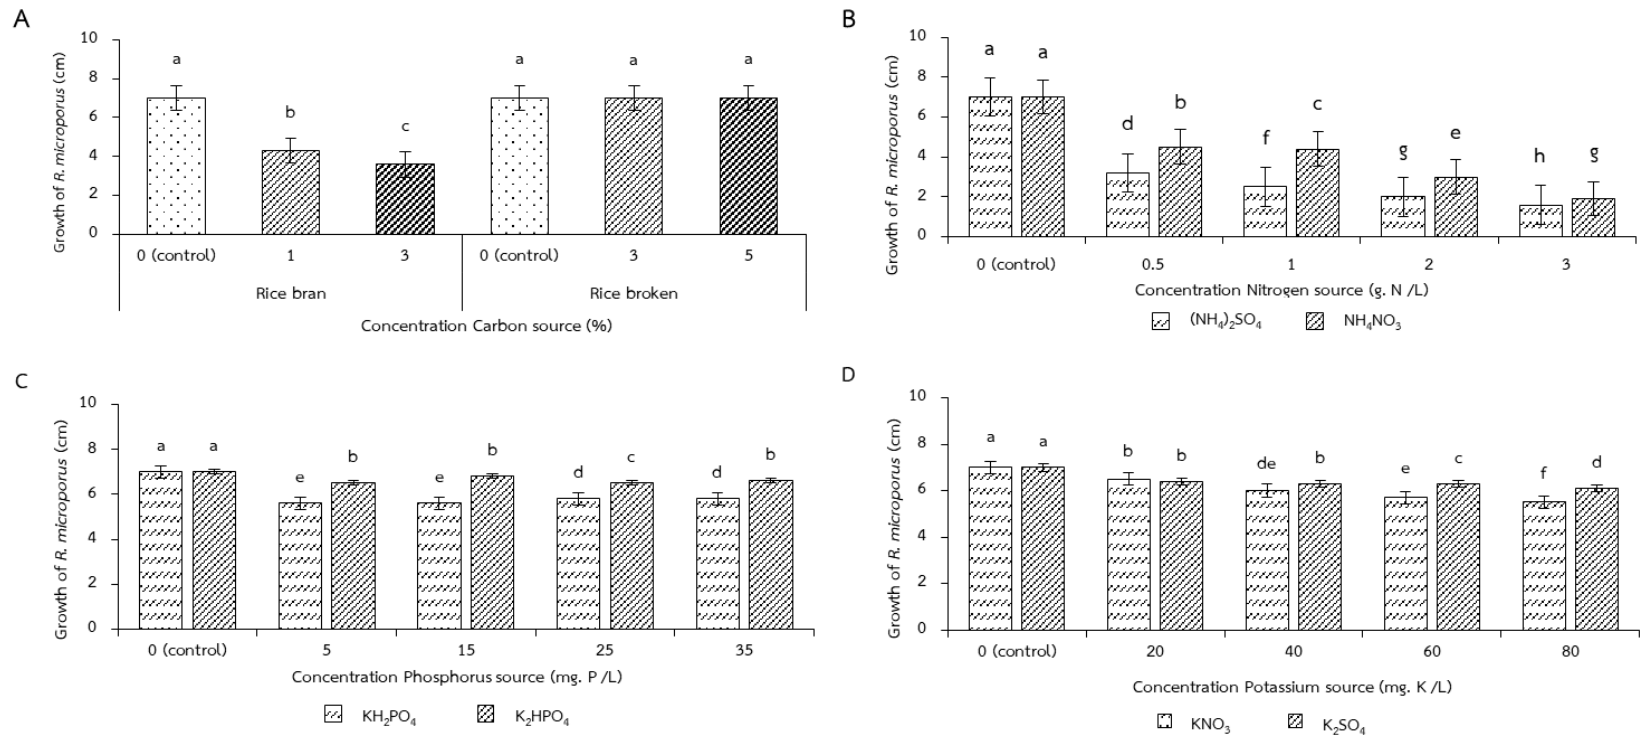 A
Growth of R. microporus (cm)
10
8
6
4
2
0
a
b
c
a
a
a
0 (control)
1
3
0 (control)
3
5
Rice bran
Rice broken
Concentration Carbon source (%)
B
Growth of R. microporus (cm)
10
8
6
4
2
0
a
a
d
b
f
c
g
e
h
g
0 (control)
0.5
1
2
3
Concentration Nitrogen source (g. N /L)
(NH₄)₂SO₄
NH₄NO₃
C
Growth of R. microporus (cm)
10
8
6
4
2
0
a
a
e
b
e
b
d
c
d
b
0 (control)
5
15
25
35
Concentration Phosphorus source (mg. P /L)
KH₂PO₄
K₂HPO₄
D
Growth of R. microporus (cm)
10
8
6
4
2
0
a
a
b
b
de
b
e
c
f
d
0 (control)
20
40
60
80
Concentration Potassium source (mg. K /L)
KNO₃
K₂SO₄